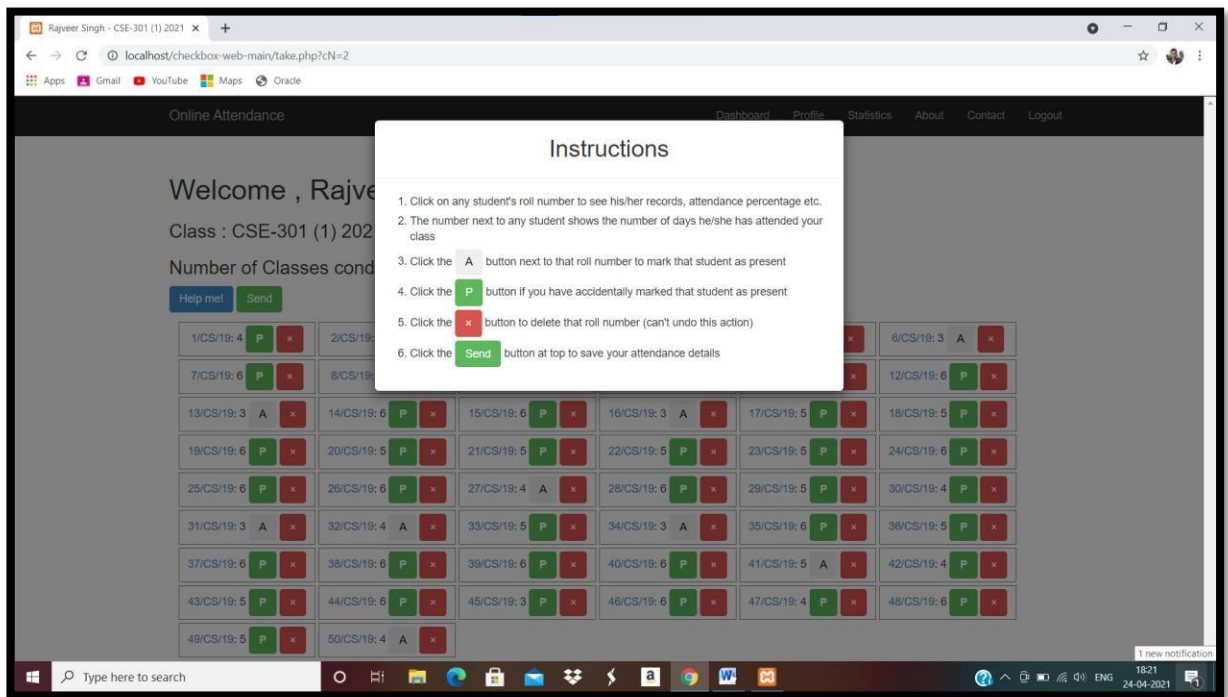 Rajveer Singh - CSE-301 (1) 2021
localhost/checkbox-web-main/take.php?cN=2
Apps Gmail YouTube Maps Oracle
Online Attendance Dashboard Profile Statistics About Contact Logout
Instructions
Welcome , Rajve
1. Click on any student's roll number to see his/her records, attendance percentage etc.
2. The number next to any student shows the number of days he/she has attended your
class
Class : CSE-301 (1) 202
3. Click the A button next to that roll number to mark that student as present
Number of Classes cond
4. Click the P button if you have accidentally marked that student as present
Help me! Send
5. Click the × button to delete that roll number (can't undo this action)
6. Click the Send button at top to save your attendance details
1/CS/19: 4 P × 2/CS/19: × 6/CS/19: 3 A ×
7/CS/19: 6 P × 8/CS/19: × 12/CS/19: 6 P ×
13/CS/19: 3 A × 14/CS/19: 6 P × 15/CS/19: 6 P × 16/CS/19: 3 A × 17/CS/19: 5 P × 18/CS/19: 5 P ×
19/CS/19: 6 P × 20/CS/19: 5 P × 21/CS/19: 5 P × 22/CS/19: 5 P × 23/CS/19: 5 P × 24/CS/19: 6 P ×
25/CS/19: 6 P × 26/CS/19: 6 P × 27/CS/19: 4 A × 28/CS/19: 6 P × 29/CS/19: 5 P × 30/CS/19: 4 P ×
31/CS/19: 3 A × 32/CS/19: 4 A × 33/CS/19: 5 P × 34/CS/19: 3 A × 35/CS/19: 6 P × 36/CS/19: 5 P ×
37/CS/19: 6 P × 38/CS/19: 6 P × 39/CS/19: 6 P × 40/CS/19: 6 P × 41/CS/19: 5 A × 42/CS/19: 4 P ×
43/CS/19: 5 P × 44/CS/19: 6 P × 45/CS/19: 3 P × 46/CS/19: 6 P × 47/CS/19: 4 P × 48/CS/19: 6 P ×
49/CS/19: 5 P × 50/CS/19: 4 A ×
1 new notification
Type here to search ENG 18:21
24-04-2021